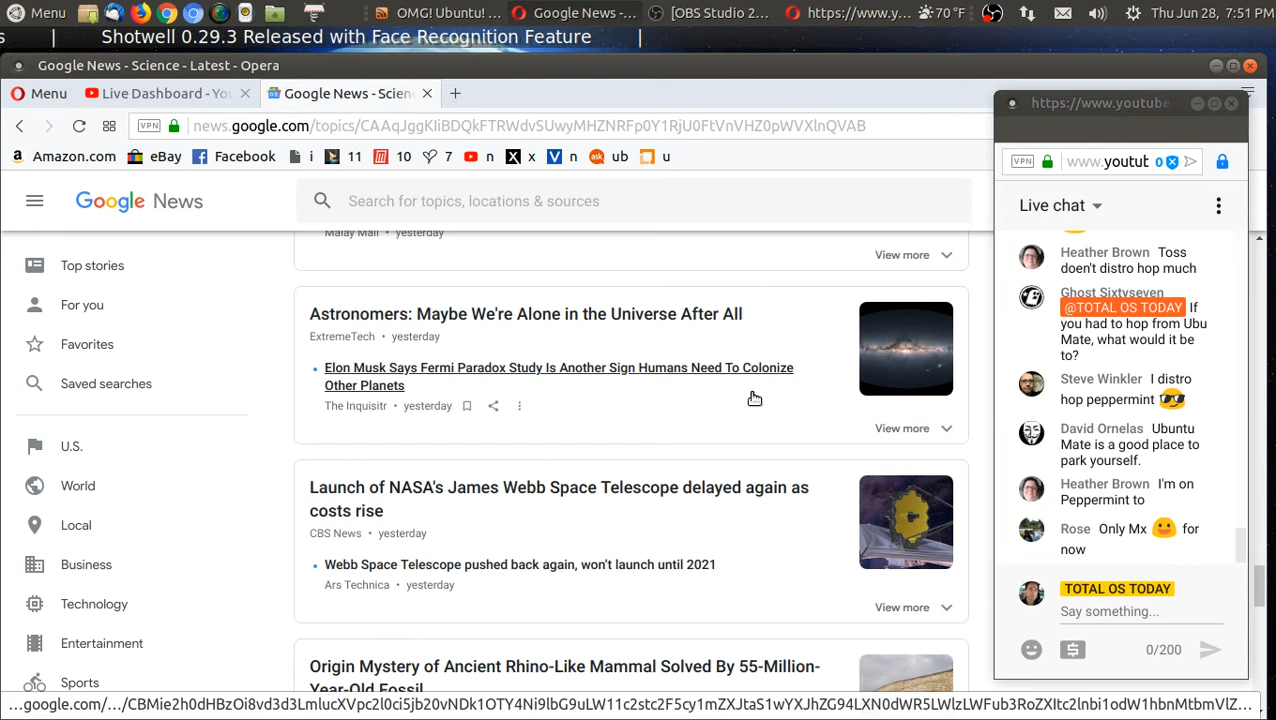 Menu
OMG! Ubuntu! ...
Google News -...
[OBS Studio 2...
https://www.y...
70 °F
Thu Jun 28, 7:51 PM
s | Shotwell 0.29.3 Released with Face Recognition Feature |
Google News - Science - Latest - Opera
Menu
Live Dashboard - You
Google News - Scien
VPN
news.google.com/topics/CAAqJggKIiBDQkFTRWdvSUwyMHZNRFp0Y1RjU0FtVnVHZ0pWVXlnQVAB
Amazon.com eBay Facebook i 11 10 7 n x n ub u
Google News
Search for topics, locations & sources
Top stories
For you
Favorites
Saved searches
U.S.
World
Local
Business
Technology
Entertainment
Sports
Malay Mail • yesterday
View more
Astronomers: Maybe We're Alone in the Universe After All
ExtremeTech • yesterday
Elon Musk Says Fermi Paradox Study Is Another Sign Humans Need To Colonize
Other Planets
The Inquisitr • yesterday
View more
Launch of NASA's James Webb Space Telescope delayed again as
costs rise
CBS News • yesterday
Webb Space Telescope pushed back again, won't launch until 2021
Ars Technica • yesterday
View more
Origin Mystery of Ancient Rhino-Like Mammal Solved By 55-Million-
Year-Old Fossil
https://www.youtube
VPN
www.youtub 0
Live chat
Heather Brown Toss
doen't distro hop much
Ghost Sixtyseven
@TOTAL OS TODAY If
you had to hop from Ubu
Mate, what would it be
to?
Steve Winkler I distro
hop peppermint
David Ornelas Ubuntu
Mate is a good place to
park yourself.
Heather Brown I'm on
Peppermint to
Rose Only Mx for
now
TOTAL OS TODAY
Say something...
0/200